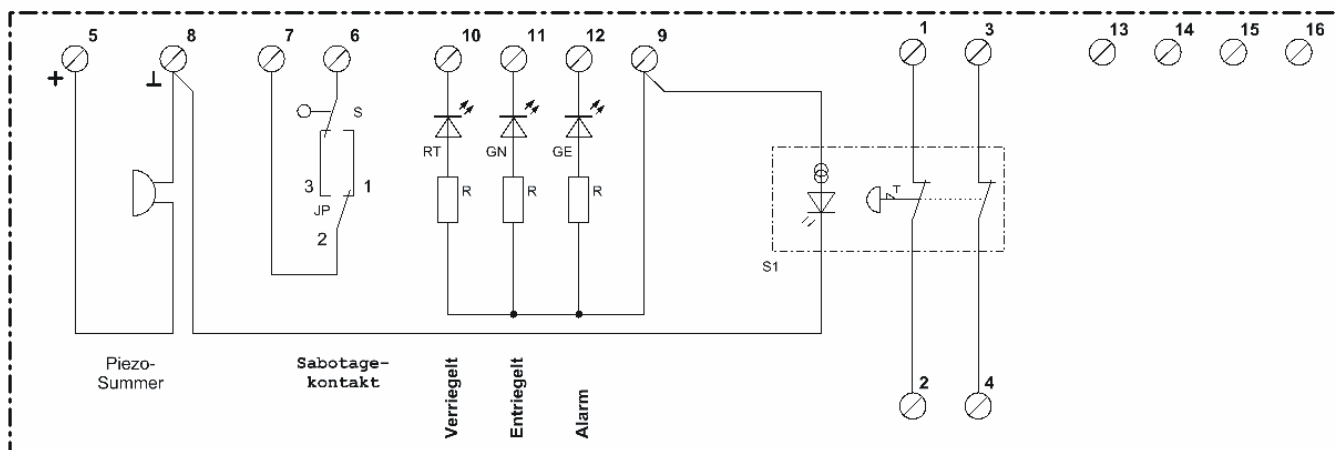 5 8 7 6 10 11 12 9 1 3 13 14 15 16
+ ⊥
S
RT GN GE
3 1 R R R
JP
2
T
S1
Piezo-
Summer
Sabotage-
kontakt
Verriegelt
Entriegelt
Alarm
2 4